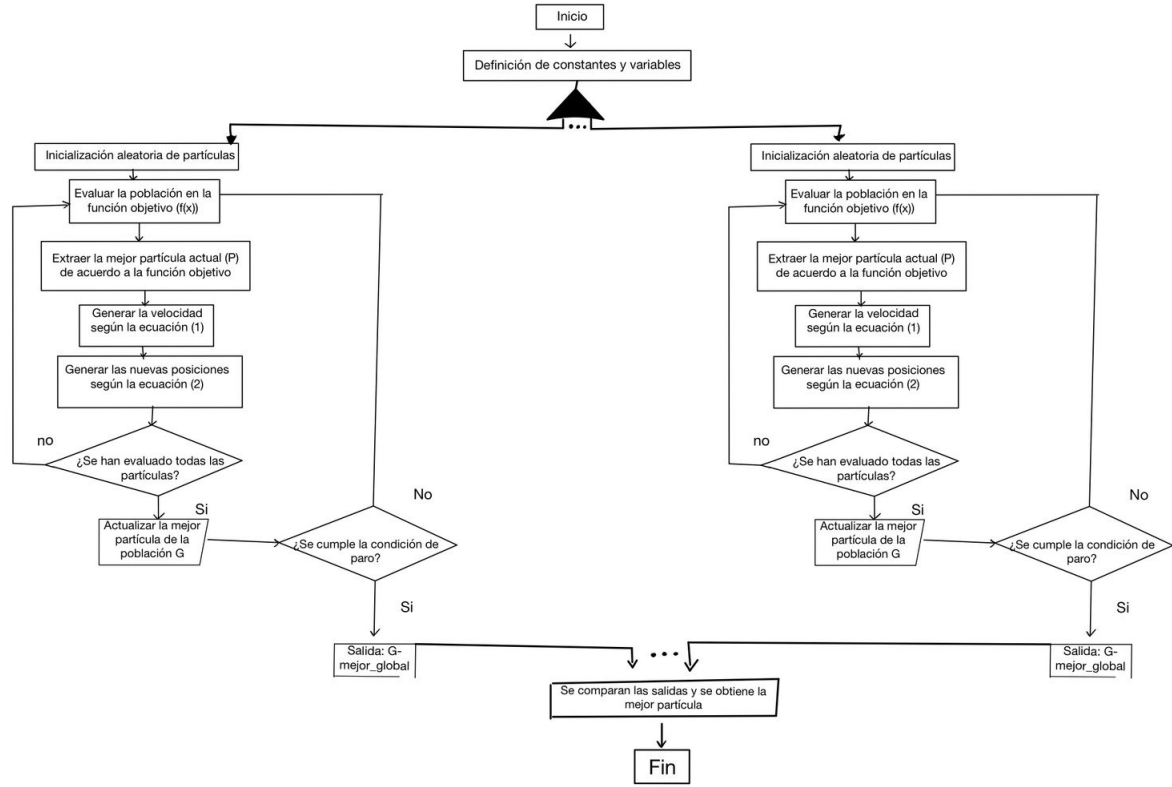 Inicio
Definición de constantes y variables
...
Inicialización aleatoria de partículas
Evaluar la población en la
función objetivo (f(x))
Extraer la mejor partícula actual (P)
de acuerdo a la función objetivo
Generar la velocidad
según la ecuación (1)
Generar las nuevas posiciones
según la ecuación (2)
no
¿Se han evaluado todas las
partículas?
Si
Actualizar la mejor
partícula de la
población G
No
¿Se cumple la condición de
paro?
Si
Salida: G-
mejor_global
Inicialización aleatoria de partículas
Evaluar la población en la
función objetivo (f(x))
Extraer la mejor partícula actual (P)
de acuerdo a la función objetivo
Generar la velocidad
según la ecuación (1)
Generar las nuevas posiciones
según la ecuación (2)
no
¿Se han evaluado todas las
partículas?
Si
Actualizar la mejor
partícula de la
población G
No
¿Se cumple la condición de
paro?
Si
Salida: G-
mejor_global
...
Se comparan las salidas y se obtiene la
mejor partícula
Fin